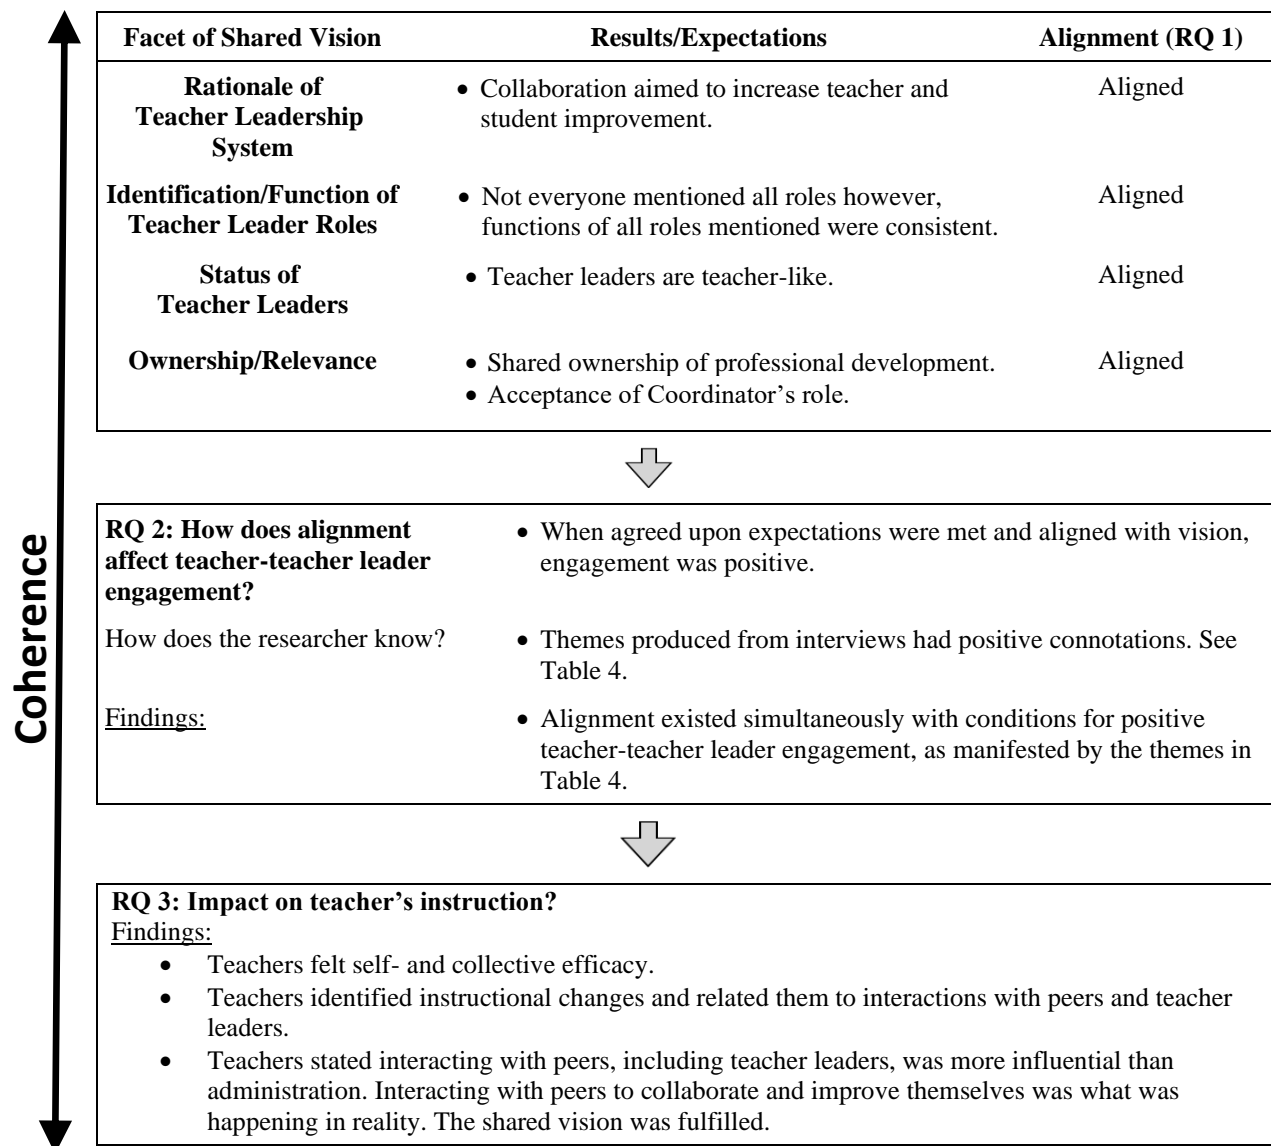 Coherence
Facet of Shared Vision Results/Expectations Alignment (RQ 1)
Rationale of
Teacher Leadership
System
• Collaboration aimed to increase teacher and
student improvement.
Aligned
Identification/Function of
Teacher Leader Roles
• Not everyone mentioned all roles however,
functions of all roles mentioned were consistent.
Aligned
Status of
Teacher Leaders
• Teacher leaders are teacher-like.
Aligned
Ownership/Relevance
• Shared ownership of professional development.
• Acceptance of Coordinator's role.
Aligned
RQ 2: How does alignment
affect teacher-teacher leader
engagement?
• When agreed upon expectations were met and aligned with vision,
engagement was positive.
How does the researcher know?
• Themes produced from interviews had positive connotations. See
Table 4.
Findings:
• Alignment existed simultaneously with conditions for positive
teacher-teacher leader engagement, as manifested by the themes in
Table 4.
RQ 3: Impact on teacher's instruction?
Findings:
• Teachers felt self- and collective efficacy.
• Teachers identified instructional changes and related them to interactions with peers and teacher
leaders.
• Teachers stated interacting with peers, including teacher leaders, was more influential than
administration. Interacting with peers to collaborate and improve themselves was what was
happening in reality. The shared vision was fulfilled.